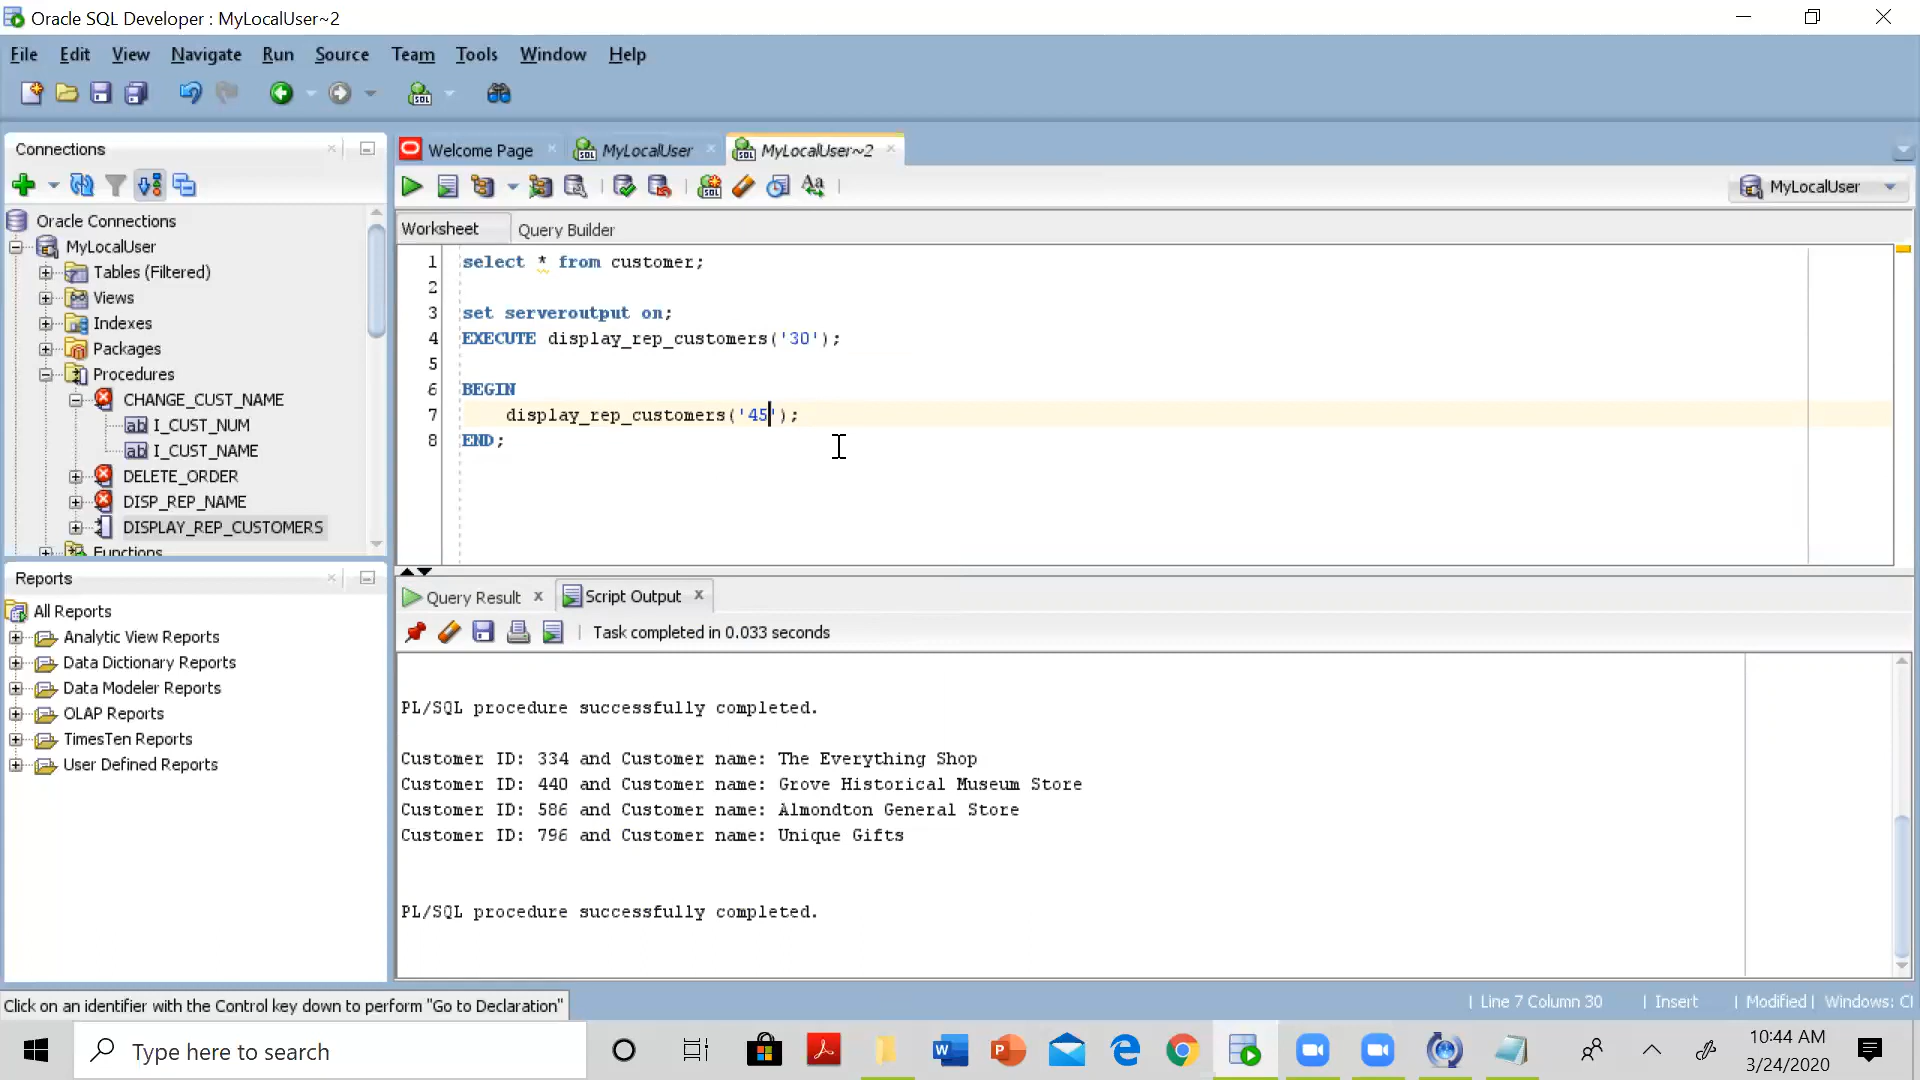 Oracle SQL Developer : MyLocalUser~2
File Edit View Navigate Run Source Team Tools Window Help
Connections
Welcome Page
MyLocalUser
MyLocalUser~2
MyLocalUser
Worksheet
Query Builder
Oracle Connections
MyLocalUser
Tables (Filtered)
Views
Indexes
Packages
Procedures
CHANGE_CUST_NAME
I_CUST_NUM
I_CUST_NAME
DELETE_ORDER
DISP_REP_NAME
DISPLAY_REP_CUSTOMERS
Functions
1 select * from customer;
2
3 set serveroutput on;
4 EXECUTE display_rep_customers('30');
5
6 BEGIN
7 display_rep_customers('45');
8 END;
Reports
All Reports
Analytic View Reports
Data Dictionary Reports
Data Modeler Reports
OLAP Reports
TimesTen Reports
User Defined Reports
Query Result
Script Output
Task completed in 0.033 seconds
PL/SQL procedure successfully completed.
Customer ID: 334 and Customer name: The Everything Shop
Customer ID: 440 and Customer name: Grove Historical Museum Store
Customer ID: 586 and Customer name: Almondton General Store
Customer ID: 796 and Customer name: Unique Gifts
PL/SQL procedure successfully completed.
Click on an identifier with the Control key down to perform "Go to Declaration"
| Line 7 Column 30 | Insert | Modified | Windows: Cl
Type here to search
10:44 AM
3/24/2020